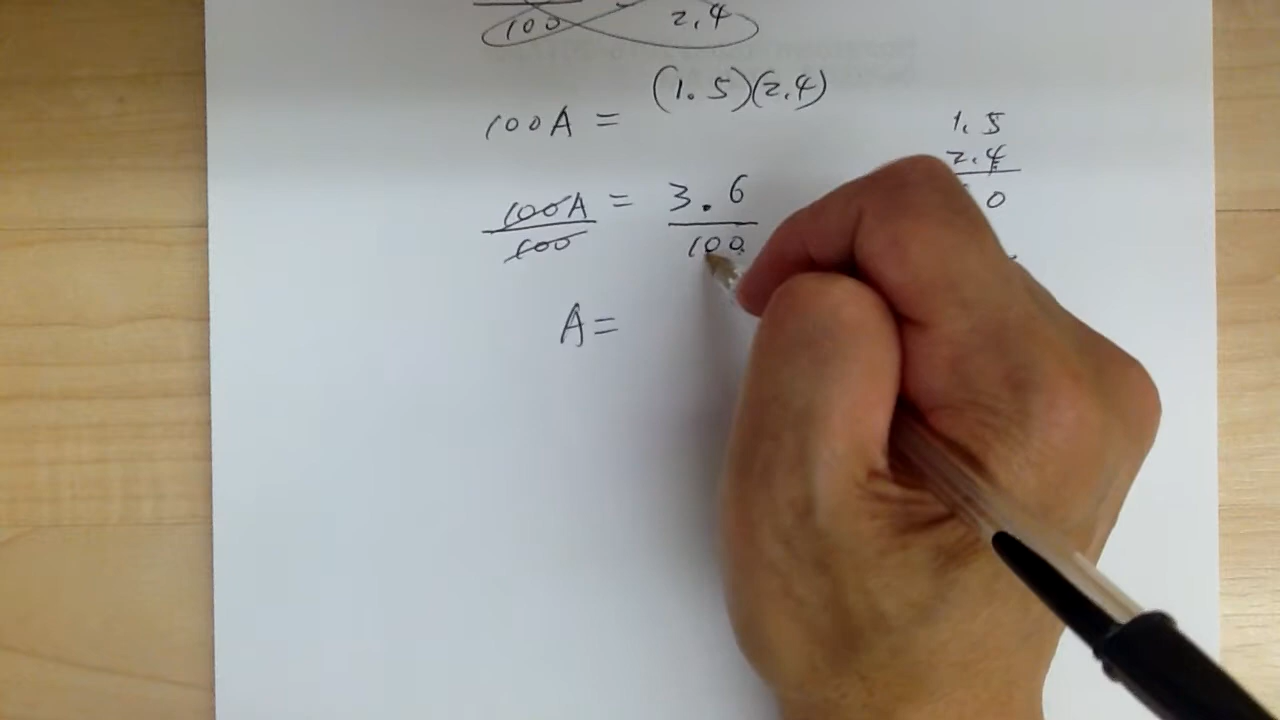 100 2.4
100A = (1.5)(2.4)
1.5
2.4
100A = 3.6
100 100
0
A =